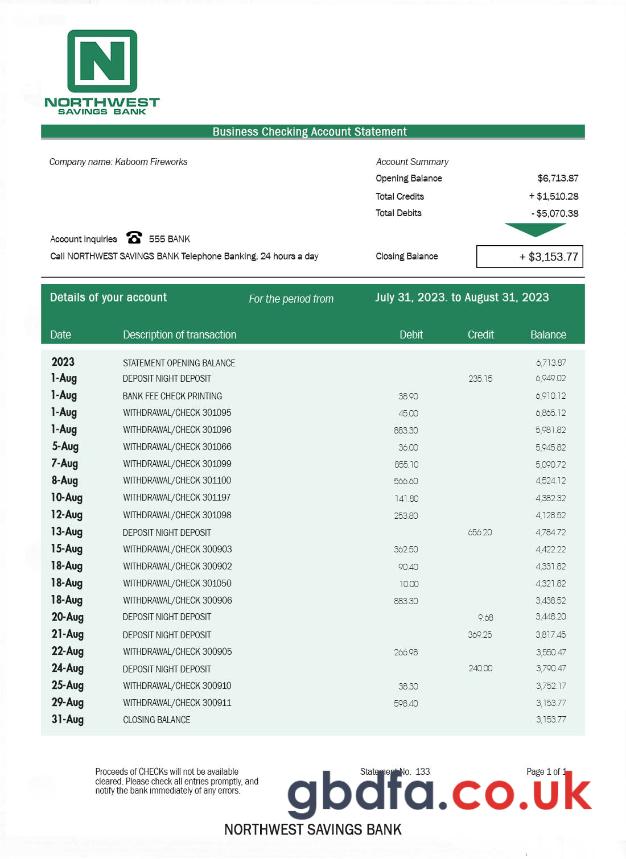 N
NORTHWEST
SAVINGS BANK
Business Checking Account Statement
Company name: Kaboom Fireworks
Account Summary
Opening Balance $6,713.87
Total Credits + $1,510.28
Total Debits - $5,070.38
Account Inquiries 555 BANK
Call NORTHWEST SAVINGS BANK Telephone Banking, 24 hours a day
Closing Balance + $3,153.77
Details of your account For the period from July 31, 2023. to August 31, 2023
Date Description of transaction Debit Credit Balance
2023 STATEMENT OPENING BALANCE 6,713.87
1-Aug DEPOSIT NIGHT DEPOSIT 235.15 6,949.02
1-Aug BANK FEE CHECK PRINTING 38.90 6,910.12
1-Aug WITHDRAWAL/CHECK 301095 45.00 6,865.12
1-Aug WITHDRAWAL/CHECK 301096 883.30 5,981.82
5-Aug WITHDRAWAL/CHECK 301066 36.00 5,945.82
7-Aug WITHDRAWAL/CHECK 301099 855.10 5,090.72
8-Aug WITHDRAWAL/CHECK 301100 566.60 4,524.12
10-Aug WITHDRAWAL/CHECK 301197 141.80 4,382.32
12-Aug WITHDRAWAL/CHECK 301098 253.80 4,128.52
13-Aug DEPOSIT NIGHT DEPOSIT 656.20 4,784.72
15-Aug WITHDRAWAL/CHECK 300903 362.50 4,422.22
18-Aug WITHDRAWAL/CHECK 300902 90.40 4,331.82
18-Aug WITHDRAWAL/CHECK 301050 10.00 4,321.82
18-Aug WITHDRAWAL/CHECK 300906 883.30 3,438.52
20-Aug DEPOSIT NIGHT DEPOSIT 9.68 3,448.20
21-Aug DEPOSIT NIGHT DEPOSIT 369.25 3,817.45
22-Aug WITHDRAWAL/CHECK 300905 266.98 3,550.47
24-Aug DEPOSIT NIGHT DEPOSIT 240.00 3,790.47
25-Aug WITHDRAWAL/CHECK 300910 38.30 3,752.17
29-Aug WITHDRAWAL/CHECK 300911 598.40 3,153.77
31-Aug CLOSING BALANCE 3,153.77
Proceeds of CHECKs will not be available
cleared. Please check all entries promptly, and
notify the bank immediately of any errors.
Statement No. 133
Page 1 of 1
gbdfa.co.uk
NORTHWEST SAVINGS BANK